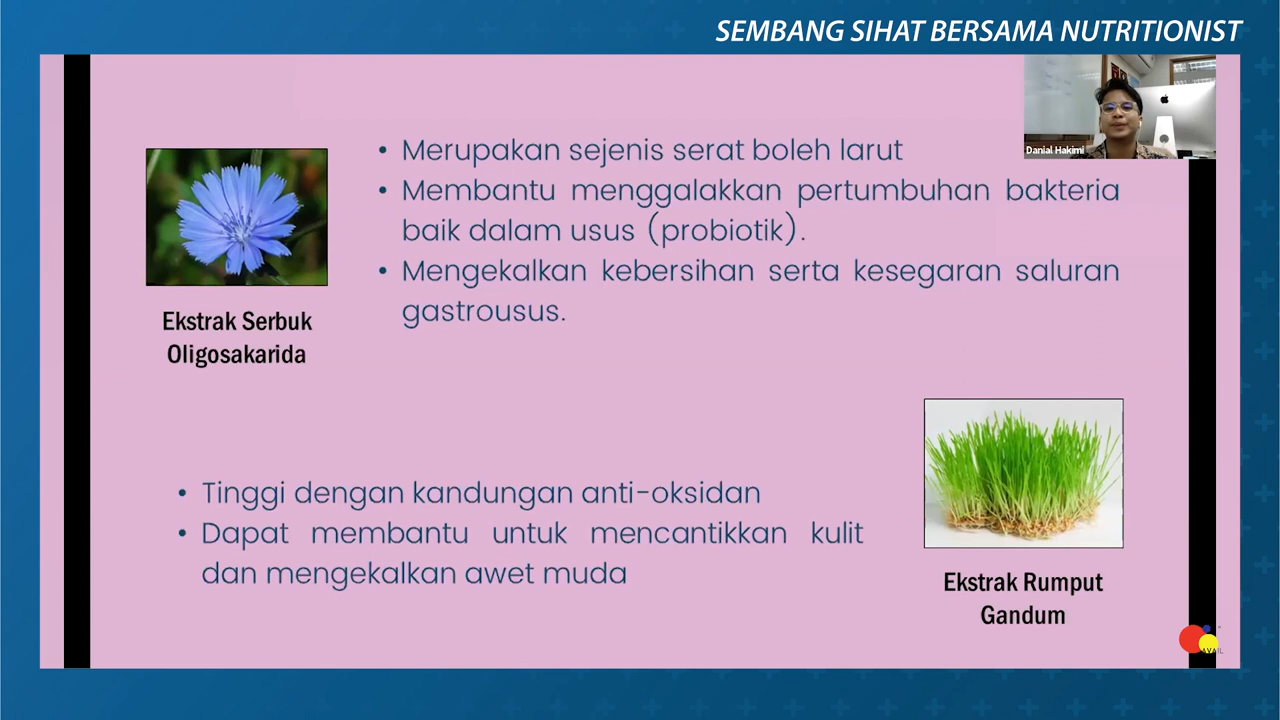 SEMBANG SIHAT BERSAMA NUTRITIONIST
Danial Hakimi
• Merupakan sejenis serat boleh larut
• Membantu menggalakkan pertumbuhan bakteria
baik dalam usus (probiotik).
• Mengekalkan kebersihan serta kesegaran saluran
gastrousus.
Ekstrak Serbuk
Oligosakarida
• Tinggi dengan kandungan anti-oksidan
• Dapat membantu untuk mencantikkan kulit
dan mengekalkan awet muda
Ekstrak Rumput
Gandum
AVAIL